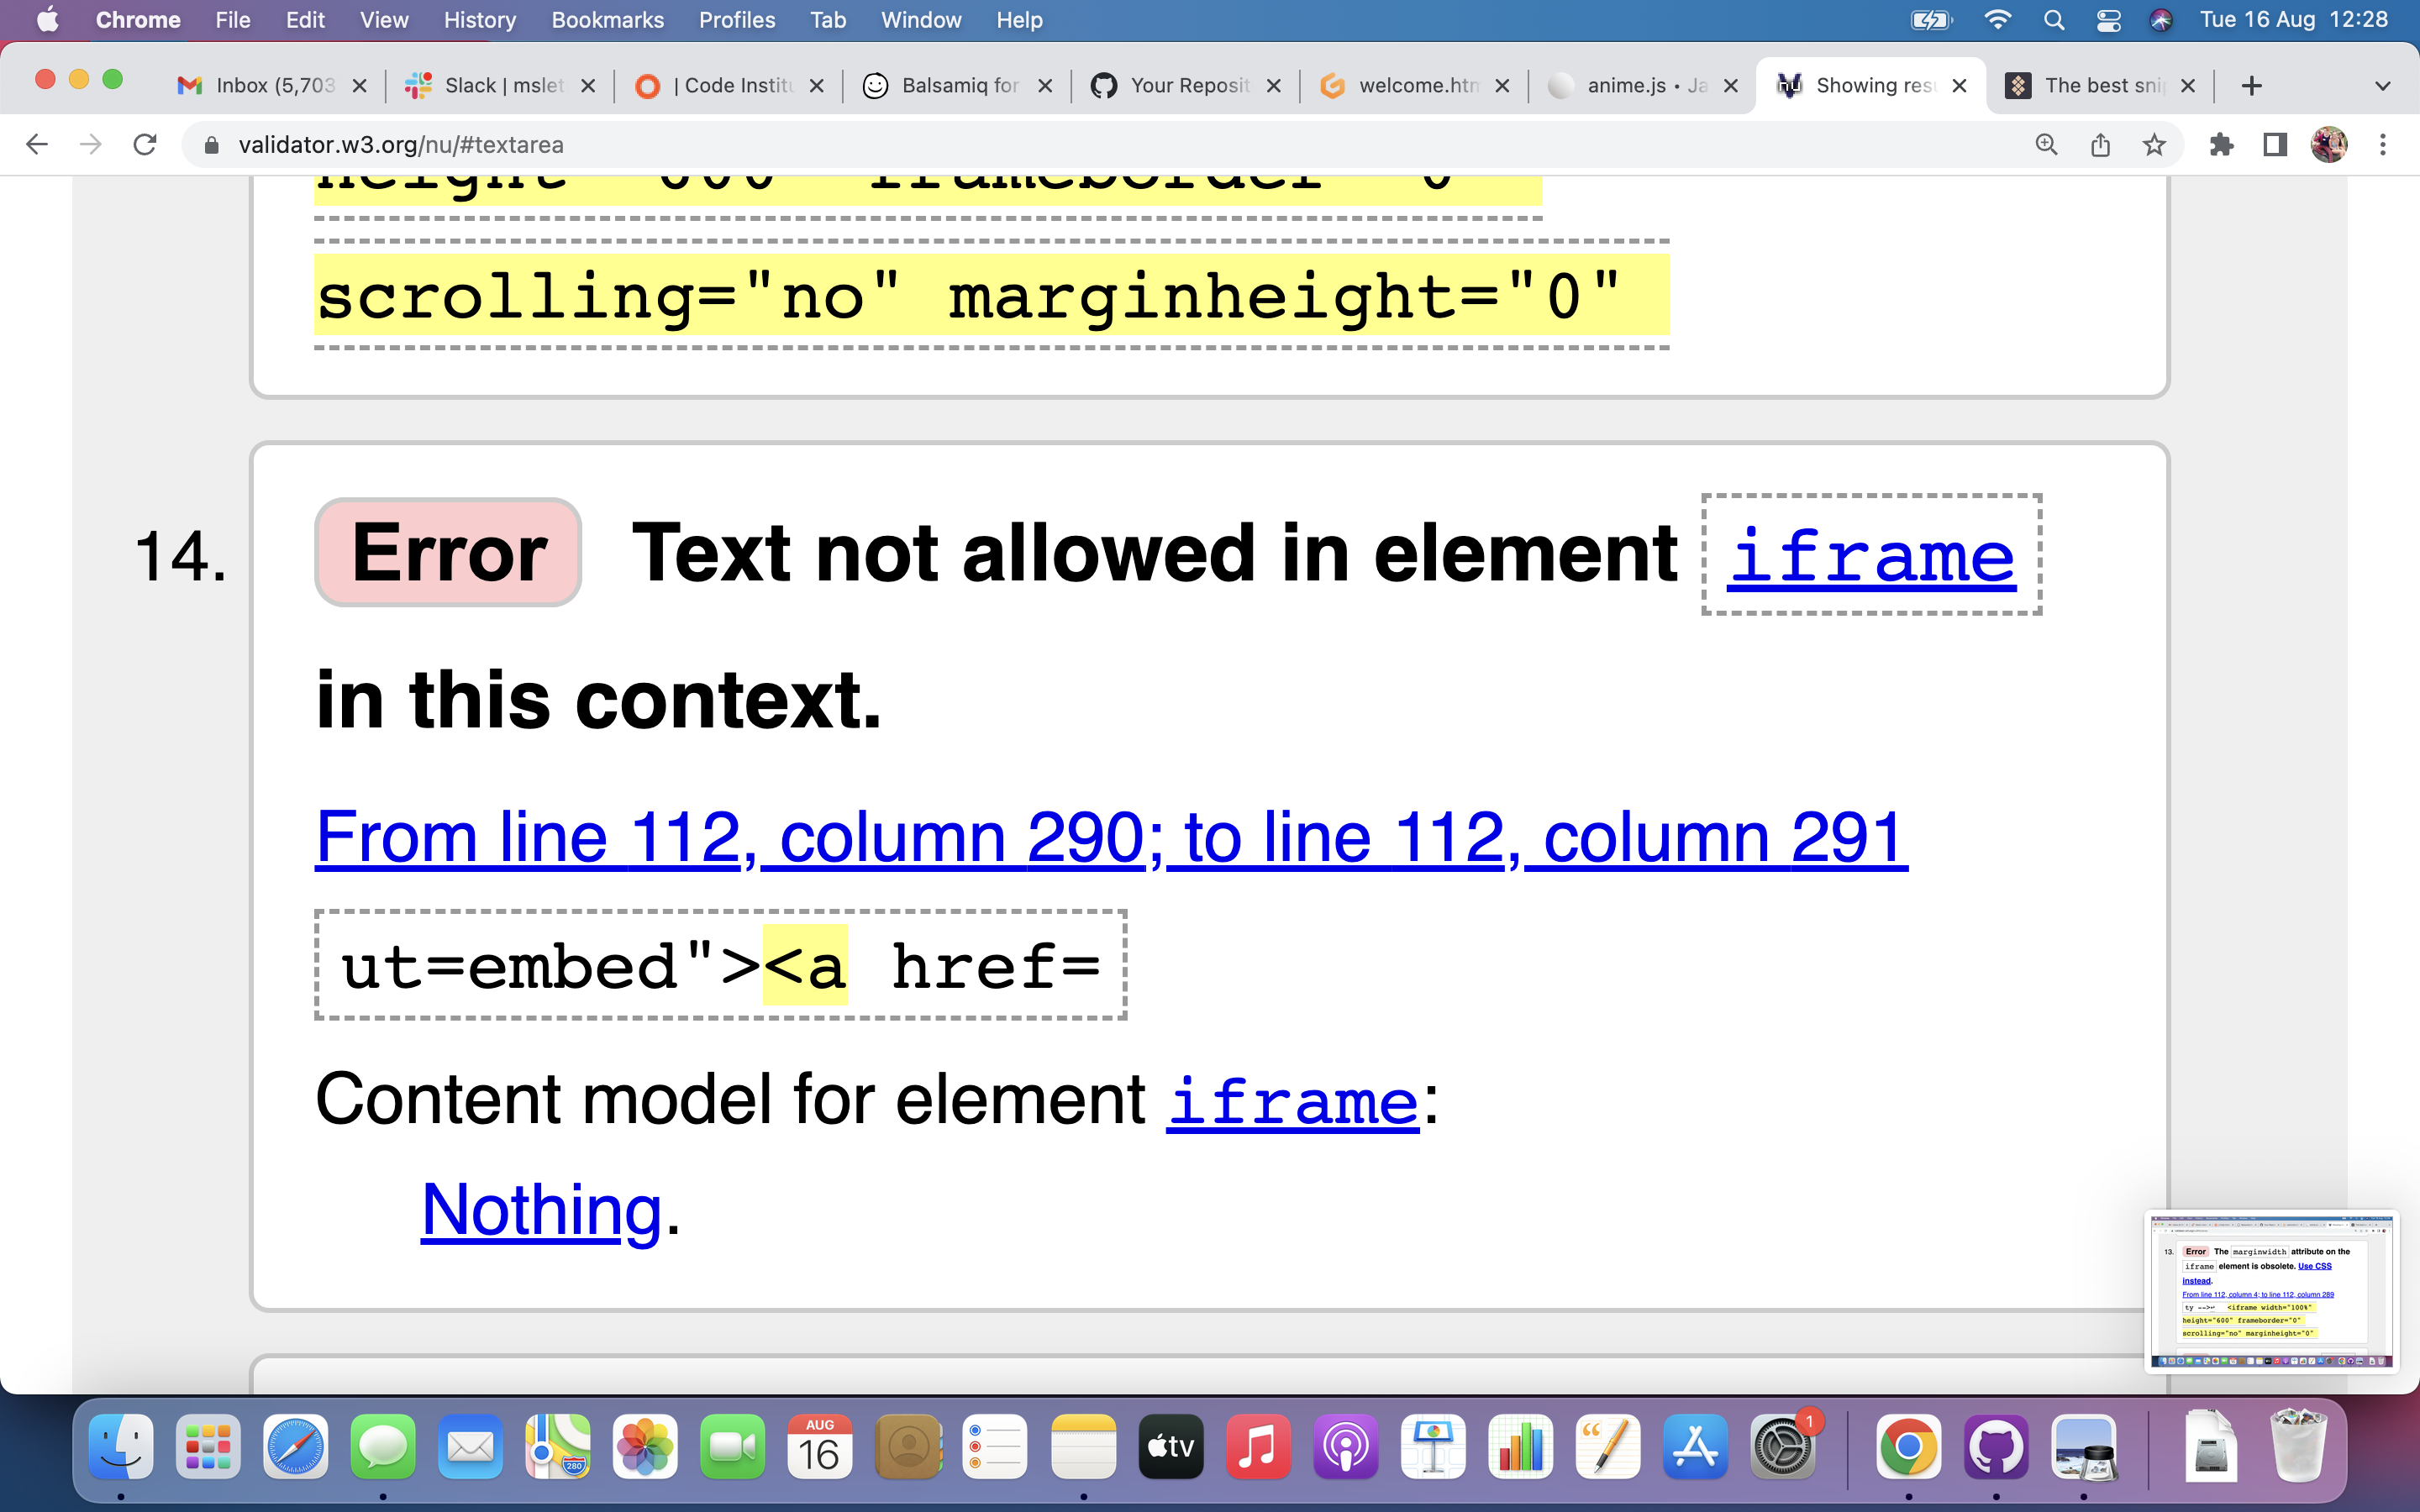 Chrome File Edit View History Bookmarks Profiles Tab Window Help Tue 16 Aug 12:28
Inbox (5,703 Slack | mslet | Code Institu Balsamiq for Your Reposit welcome.htm anime.js • Ja Showing resu The best snip
validator.w3.org/nu/#textarea
height="600" frameborder="0"
scrolling="no" marginheight="0"
14. Error Text not allowed in element iframe
in this context.
From line 112, column 290; to line 112, column 291
ut=embed"><a href=
Content model for element iframe:
Nothing.
13. Error The marginwidth attribute on the
iframe element is obsolete. Use CSS
instead.
From line 112, column 4; to line 112, column 289
ty -->↩ <iframe width="100%"
height="600" frameborder="0"
scrolling="no" marginheight="0"
280
AUG
16
tv
1